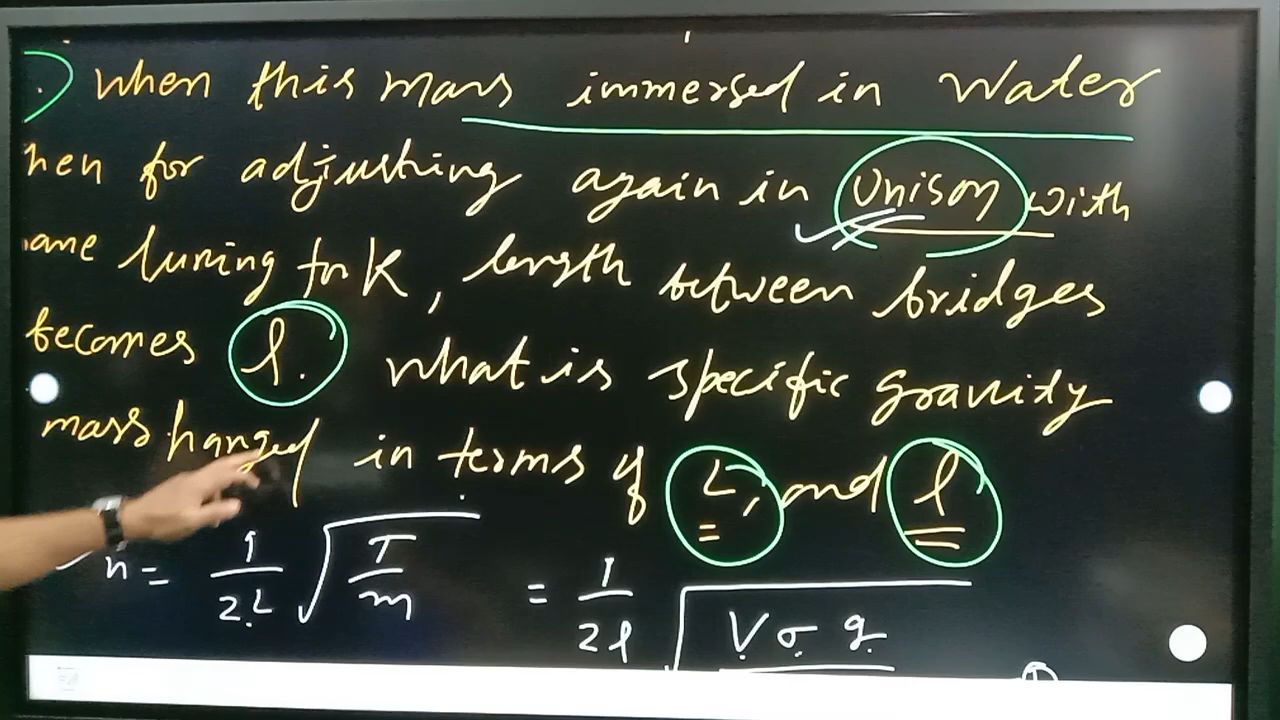 when this mass immersed in water
hen for adjusting again in unison with
ame tuning fork, length between bridges
becomes l. what is specific gravity
mass hanged in terms of L, and l
n = 1/2L √T/m = 1/2l √Vσg
1